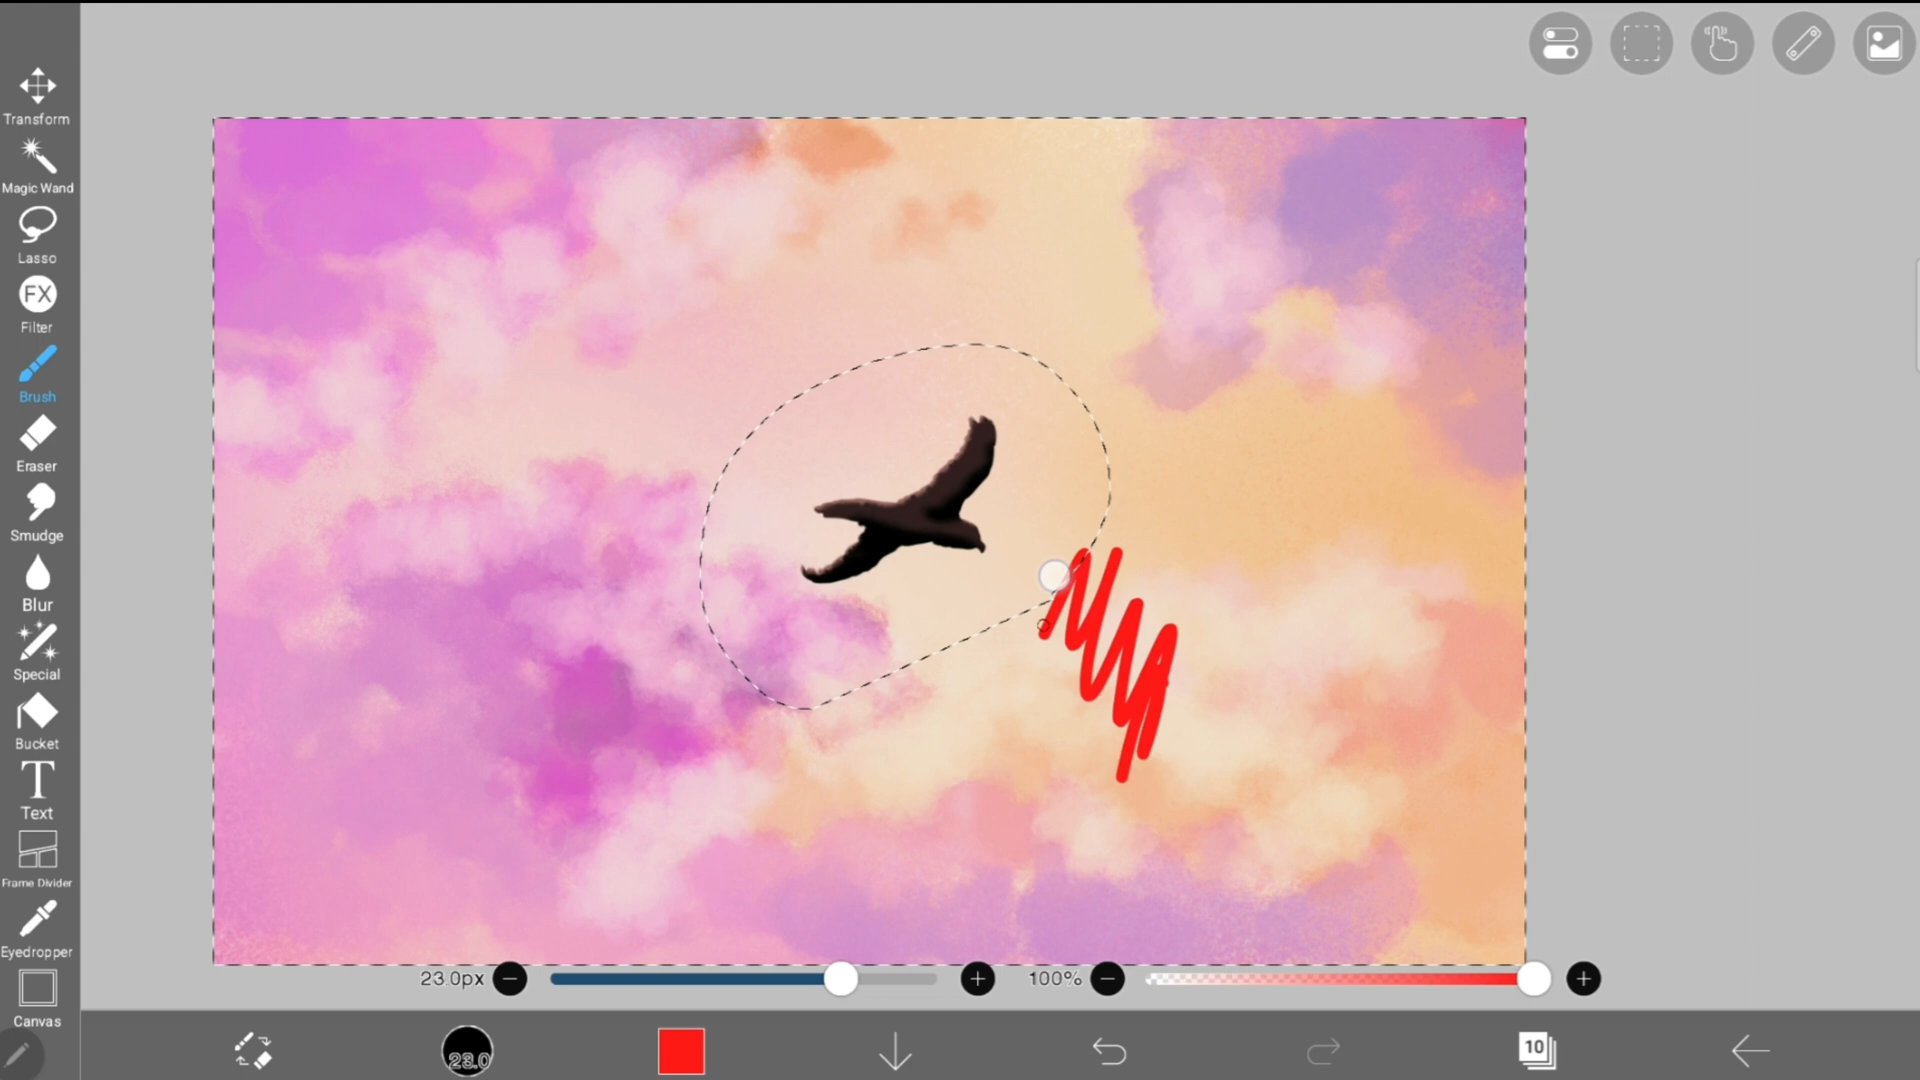 Transform
Magic Wand
Lasso
FX
Filter
Brush
Eraser
Smudge
Blur
Special
Bucket
T
Text
Frame Divider
Eyedropper
Canvas
23.0px
100%
23.0
10